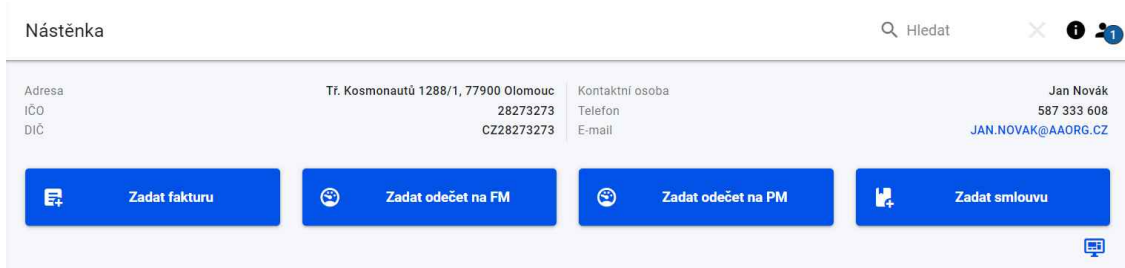 Nástěnka
Hledat
1
Adresa Tř. Kosmonautů 1288/1, 77900 Olomouc
IČO 28273273
DIČ CZ28273273
Kontaktní osoba Jan Novák
Telefon 587 333 608
E-mail JAN.NOVAK@AAORG.CZ
Zadat fakturu
Zadat odečet na FM
Zadat odečet na PM
Zadat smlouvu